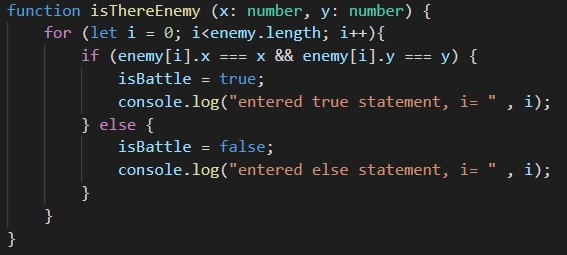 function isThereEnemy (x: number, y: number) {
    for (let i = 0; i<enemy.length; i++){
        if (enemy[i].x === x && enemy[i].y === y) {
            isBattle = true;
            console.log("entered true statement, i= " , i);
        } else {
            isBattle = false;
            console.log("entered else statement, i= " , i);
        }
    }
}